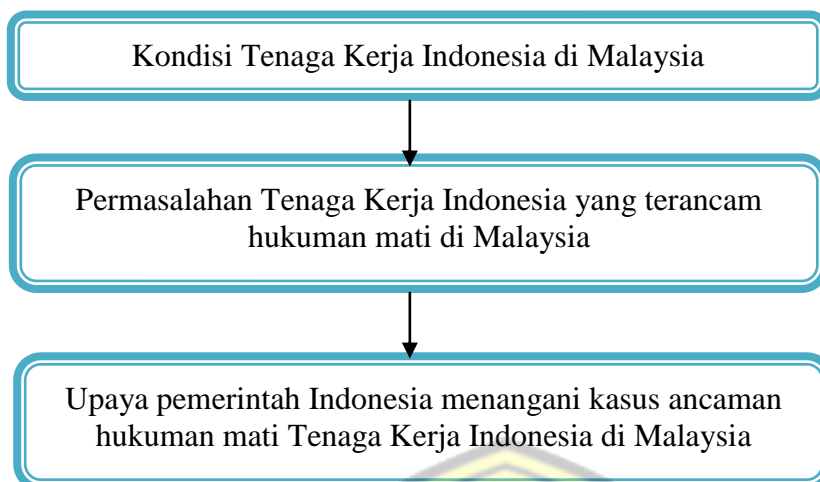 Kondisi Tenaga Kerja Indonesia di Malaysia
Permasalahan Tenaga Kerja Indonesia yang terancam
hukuman mati di Malaysia
Upaya pemerintah Indonesia menangani kasus ancaman
hukuman mati Tenaga Kerja Indonesia di Malaysia